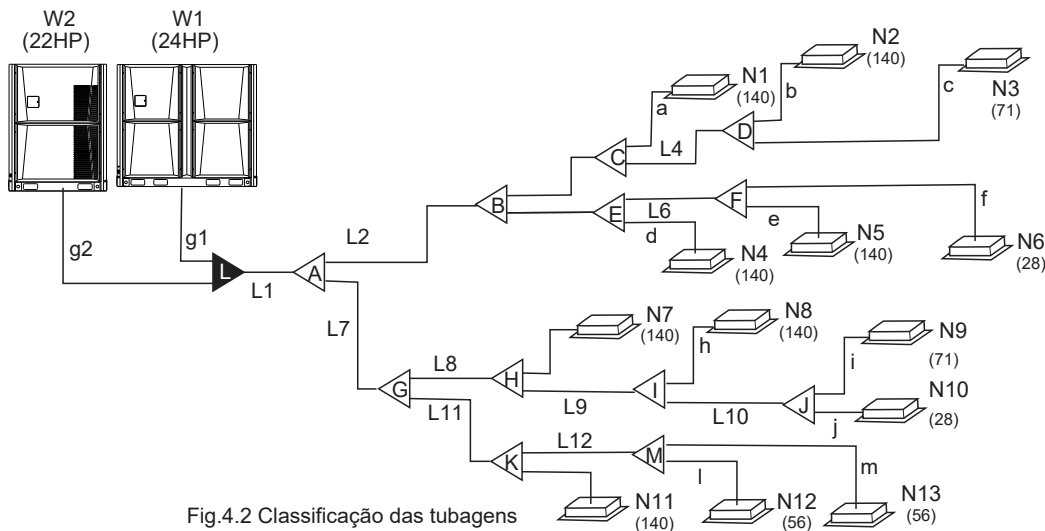 W2
(22HP)
W1
(24HP)
g2
g1
L
L1
A
L2
B
C
a
N1
(140)
L4
D
b
N2
(140)
c
N3
(71)
E
L6
d
N4
(140)
F
e
N5
(140)
f
N6
(28)
L7
G
L8
H
N7
(140)
L9
I
h
N8
(140)
L10
J
i
N9
(71)
j
N10
(28)
L11
K
L12
N11
(140)
M
l
N12
(56)
m
N13
(56)
Fig.4.2 Classificação das tubagens